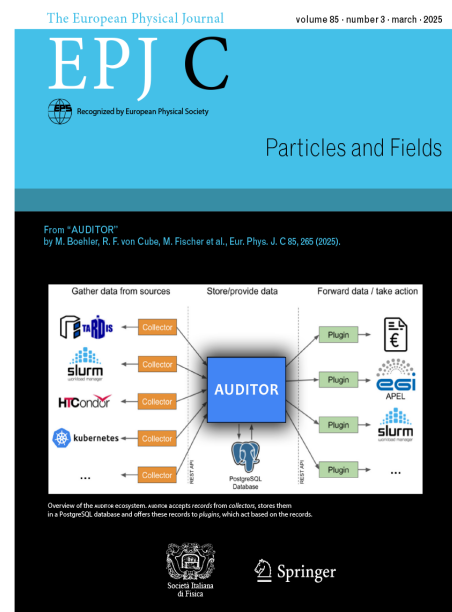 The European Physical Journal
volume 85 · number 3 · march · 2025
EPJ C
EPS
Recognized by European Physical Society
Particles and Fields
From “AUDITOR”
by M. Boehler, R. F. von Cube, M. Fischer et al., Eur. Phys. J. C 85, 265 (2025).
Gather data from sources
Store/provide data
Forward data / take action
TARDIS
Collector
slurm
workload manager
Collector
HTCondor
Collector
kubernetes
Collector
...
Collector
REST API
AUDITOR
PostgreSQL
Database
REST API
Plugin
€
Plugin
egi
APEL
Plugin
slurm
workload manager
Plugin
...
Overview of the AUDITOR ecosystem. AUDITOR accepts records from collectors, stores them
in a PostgreSQL database and offers these records to plugins, which act based on the records.
Società Italiana
di Fisica
Springer